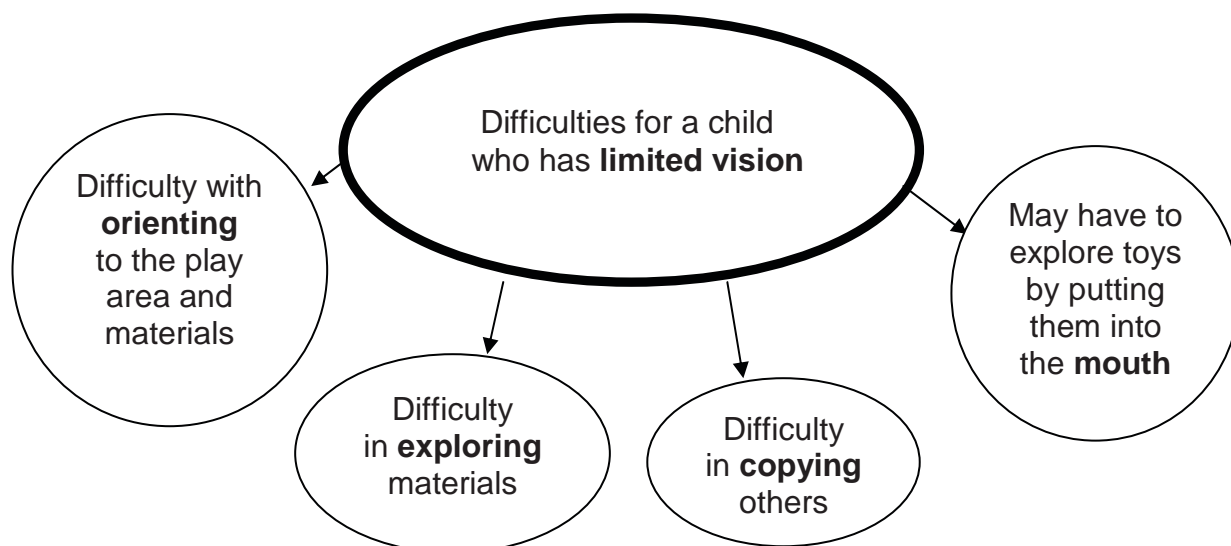 Difficulties for a child
who has limited vision
Difficulty with
orienting
to the play
area and
materials
Difficulty
in exploring
materials
Difficulty
in copying
others
May have to
explore toys
by putting
them into
the mouth